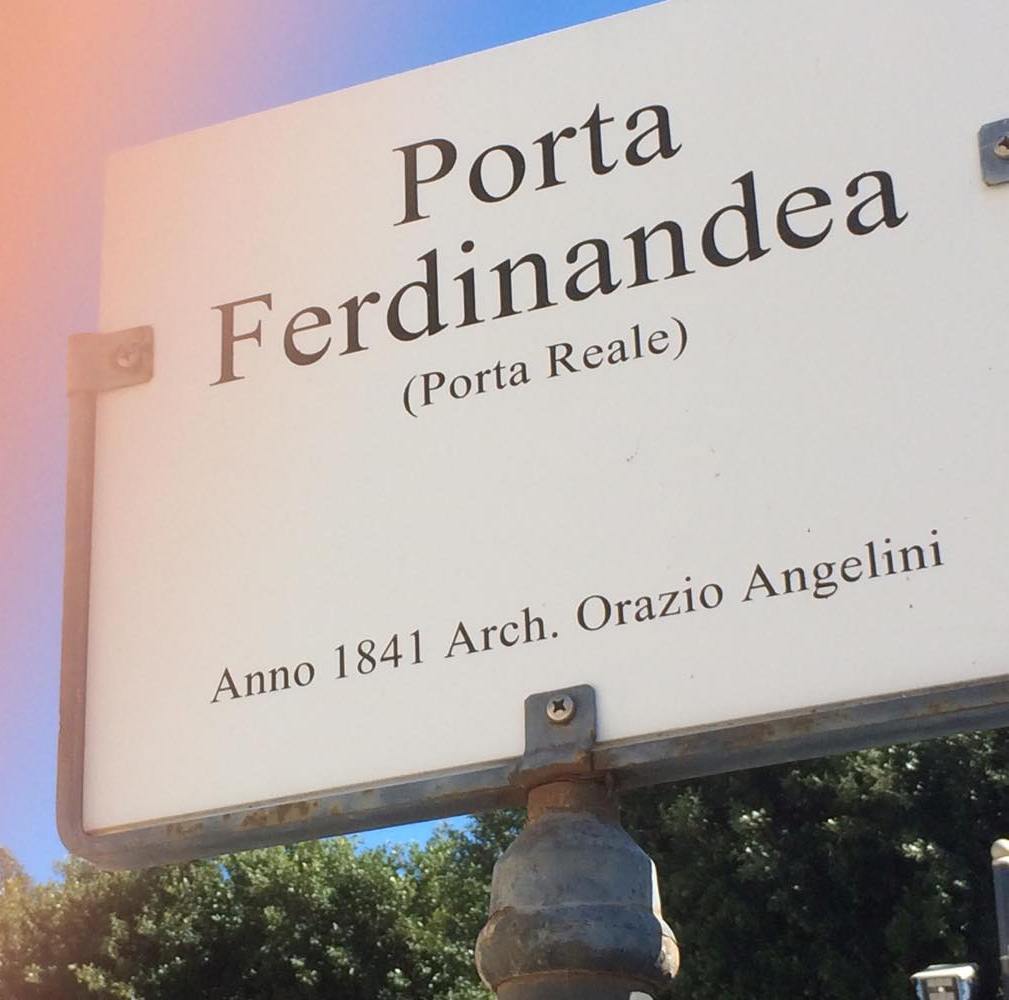 Porta
Ferdinandea
(Porta Reale)
Anno 1841 Arch. Orazio Angelini